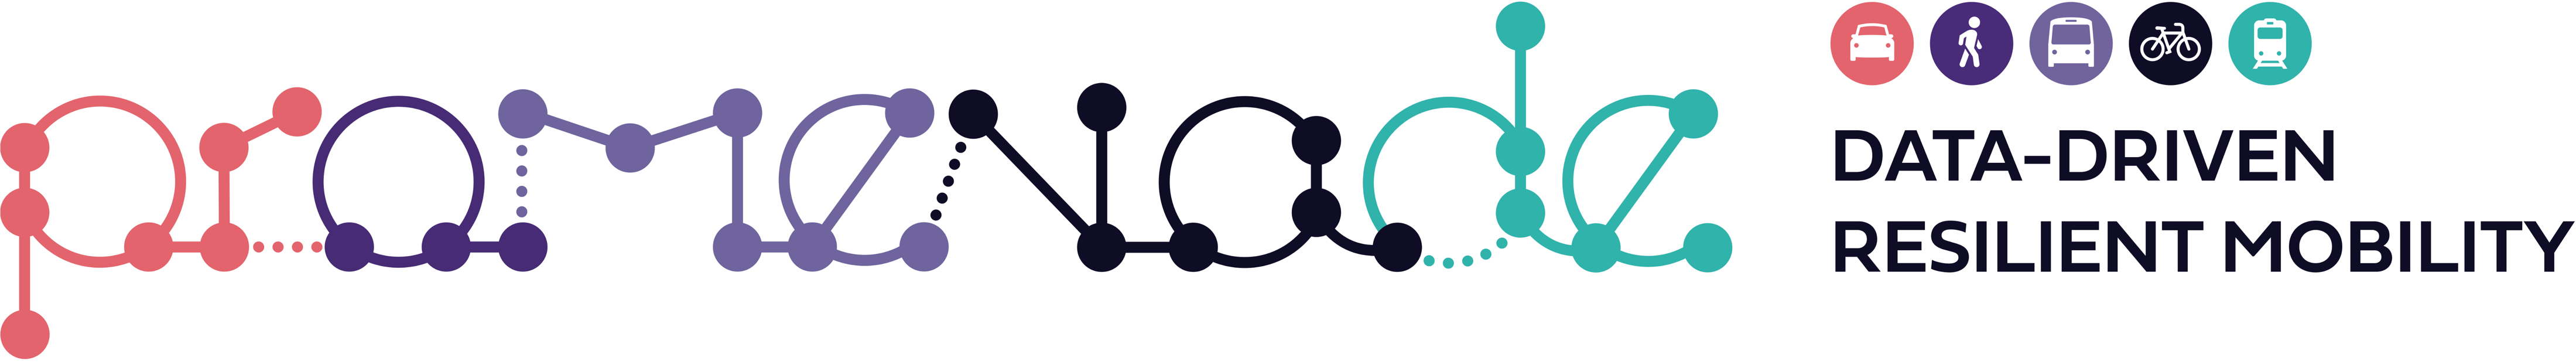 promenade
DATA-DRIVEN
RESILIENT MOBILITY